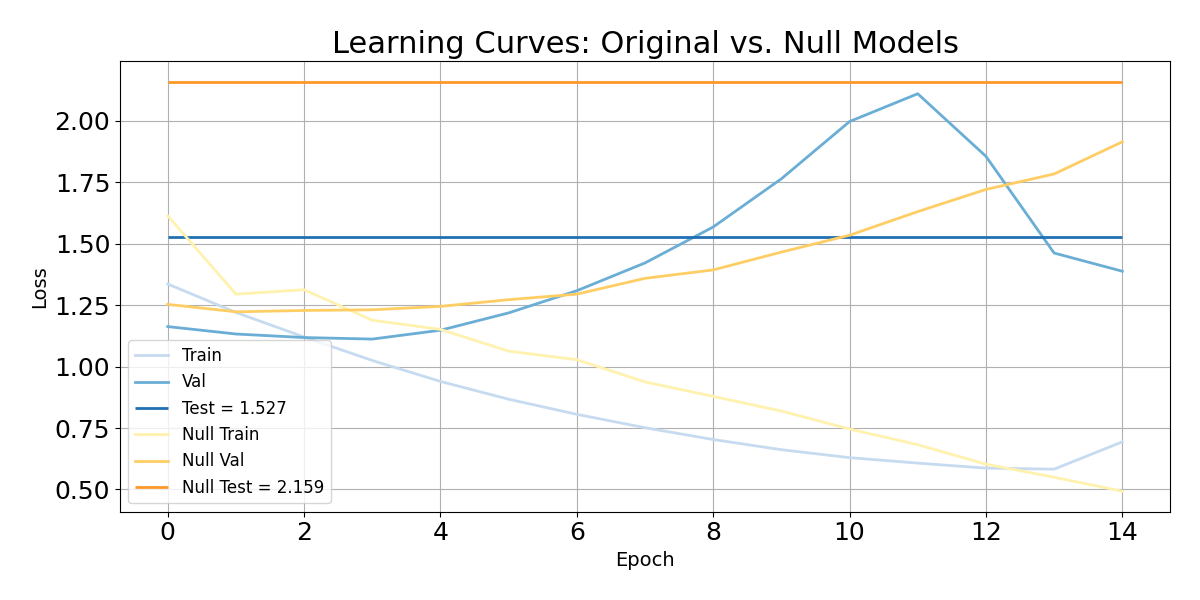 Learning Curves: Original vs. Null Models
Loss
2.00
1.75
1.50
1.25
1.00
0.75
0.50
Train
Val
Test = 1.527
Null Train
Null Val
Null Test = 2.159
0 2 4 6 8 10 12 14
Epoch